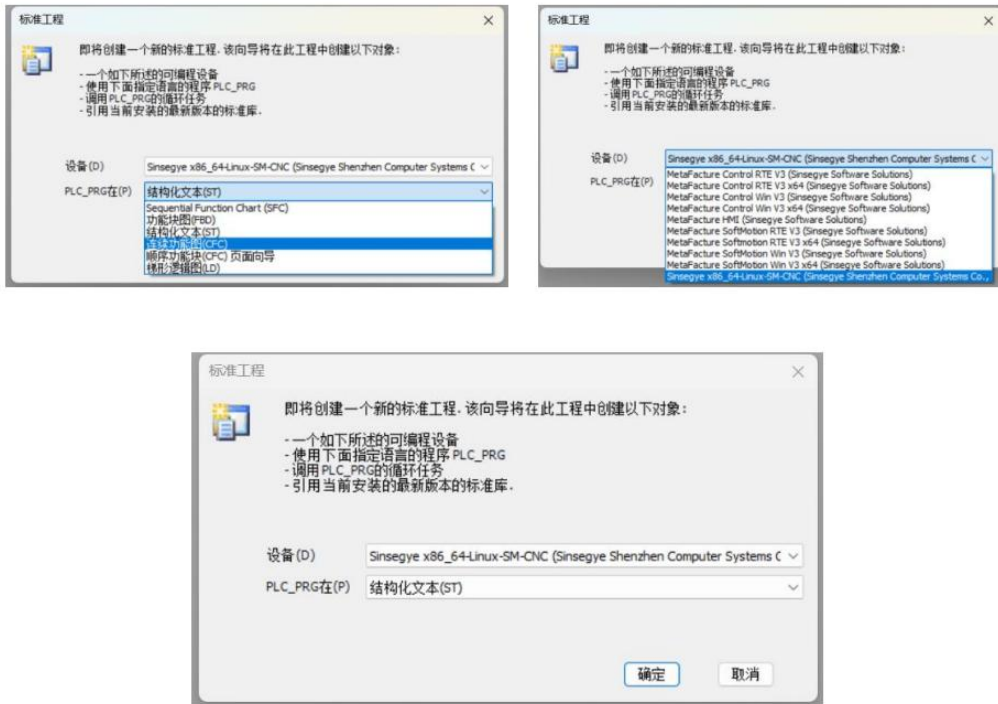 标准工程
即将创建一个新的标准工程.该向导将在此工程中创建以下对象:
-一个如下所述的可编程设备
-使用下面指定语言的程序 PLC_PRG
-调用 PLC_PRG的循环任务
-引用当前安装的最新版本的标准库.
设备(D) Sinsegye x86_64-Linux-SM-CNC (Sinsegye Shenzhen Computer Systems C
PLC_PRG在(P) 结构化文本(ST)
Sequential Function Chart (SFC)
功能块图(FBD)
结构化文本(ST)
连续功能图(CFC)
顺序功能块(CFC) 页面向导
梯形逻辑图(LD)
标准工程
即将创建一个新的标准工程.该向导将在此工程中创建以下对象:
-一个如下所述的可编程设备
-使用下面指定语言的程序 PLC_PRG
-调用 PLC_PRG的循环任务
-引用当前安装的最新版本的标准库.
设备(D) Sinsegye x86_64-Linux-SM-CNC (Sinsegye Shenzhen Computer Systems C
PLC_PRG在(P)
MetaFacture Control RTE V3 (Sinsegye Software Solutions)
MetaFacture Control RTE V3 x64 (Sinsegye Software Solutions)
MetaFacture Control Win V3 (Sinsegye Software Solutions)
MetaFacture Control Win V3 x64 (Sinsegye Software Solutions)
MetaFacture HMI (Sinsegye Software Solutions)
MetaFacture SoftMotion RTE V3 (Sinsegye Software Solutions)
MetaFacture SoftMotion RTE V3 x64 (Sinsegye Software Solutions)
MetaFacture SoftMotion Win V3 (Sinsegye Software Solutions)
MetaFacture SoftMotion Win V3 x64 (Sinsegye Software Solutions)
Sinsegye x86_64-Linux-SM-CNC (Sinsegye Shenzhen Computer Systems Co.,
标准工程
即将创建一个新的标准工程.该向导将在此工程中创建以下对象:
-一个如下所述的可编程设备
-使用下面指定语言的程序 PLC_PRG
-调用 PLC_PRG的循环任务
-引用当前安装的最新版本的标准库.
设备(D) Sinsegye x86_64-Linux-SM-CNC (Sinsegye Shenzhen Computer Systems C
PLC_PRG在(P) 结构化文本(ST)
确定 取消